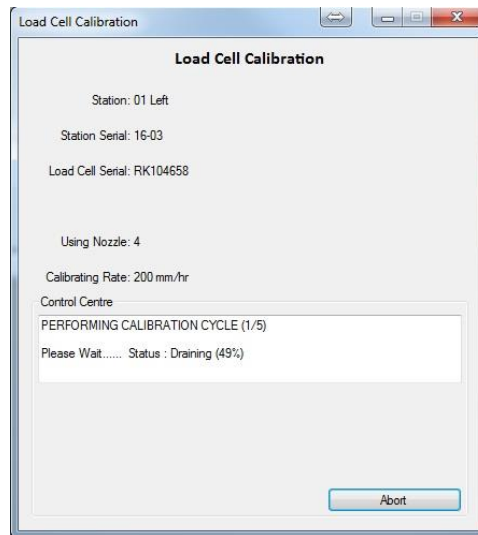 Load Cell Calibration
Load Cell Calibration
Station: 01 Left
Station Serial: 16-03
Load Cell Serial: RK104658
Using Nozzle: 4
Calibrating Rate: 200 mm/hr
Control Centre
PERFORMING CALIBRATION CYCLE (1/5)
Please Wait...... Status : Draining (49%)
Abort